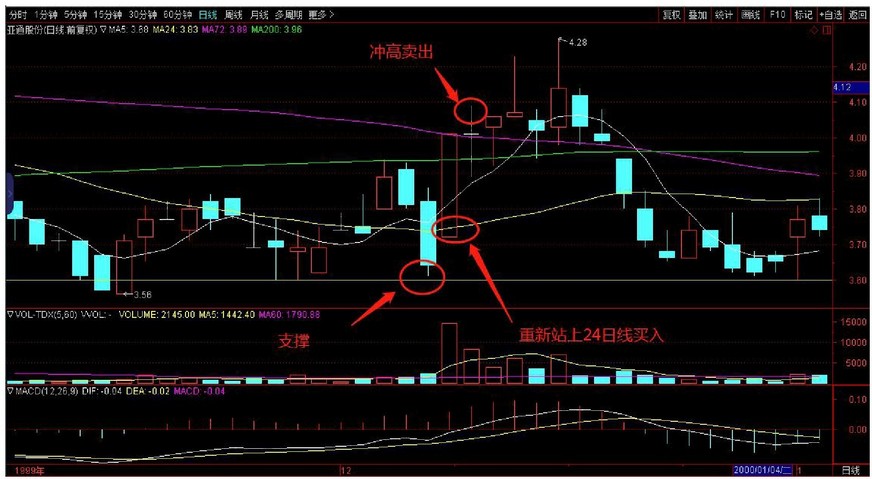 分时 1分钟 5分钟 15分钟 30分钟 60分钟 日线 周线 月线 多周期 更多> 复权 叠加 统计 画线 F10 标记 +自选 返回
亚通股份(日线.前复权) ▽MA5: 3.68 MA24: 3.83 MA72: 3.89 MA200: 3.96
4.28
冲高卖出
4.20
4.12
4.10
4.00
3.90
3.80
3.70
3.60
3.56
支撑
重新站上24日线买入
▽VOL-TDX(5,60) VVOL: - VOLUME: 2145.00 MA5: 1442.40 MA60: 1790.88
15000
10000
5000
▽MACD(12,26,9) DIF: -0.04 DEA: -0.02 MACD: -0.04
0.10
0.00
1999年 12 2000/01/04/二 1 日线